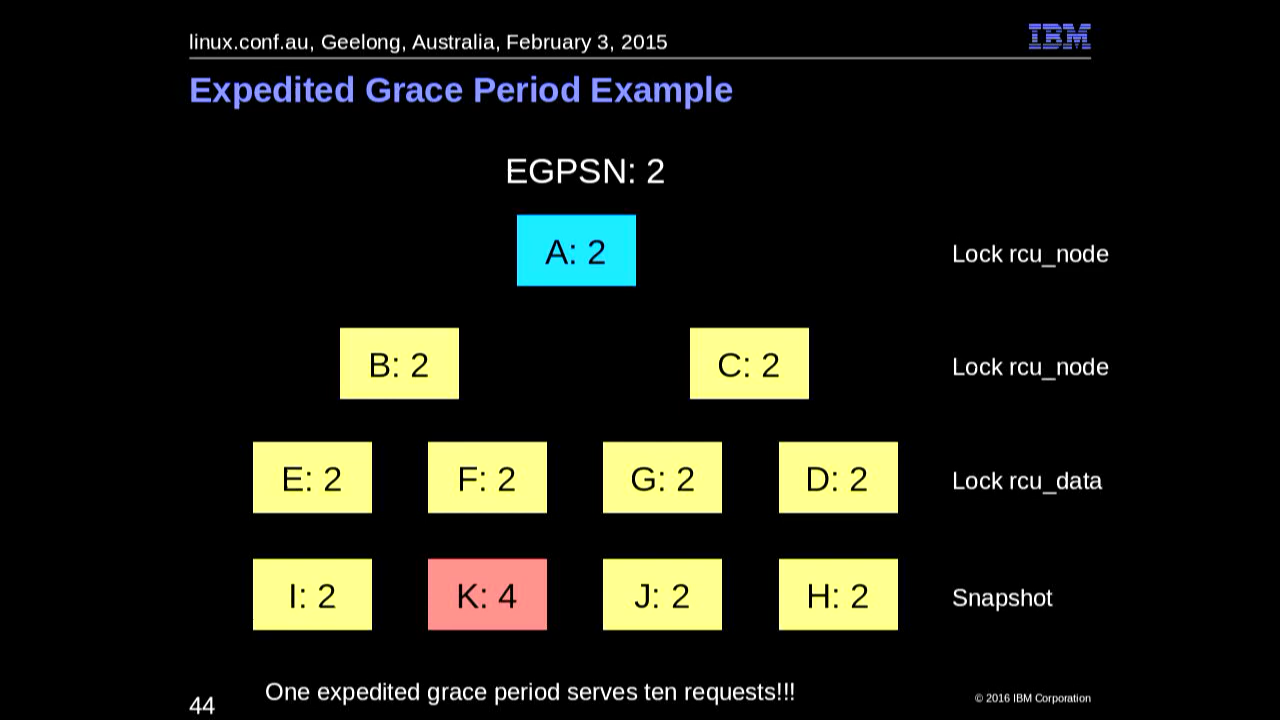 linux.conf.au, Geelong, Australia, February 3, 2015
IBM
Expedited Grace Period Example
EGPSN: 2
A: 2
Lock rcu_node
B: 2
C: 2
Lock rcu_node
E: 2
F: 2
G: 2
D: 2
Lock rcu_data
I: 2
K: 4
J: 2
H: 2
Snapshot
One expedited grace period serves ten requests!!!
44
© 2016 IBM Corporation